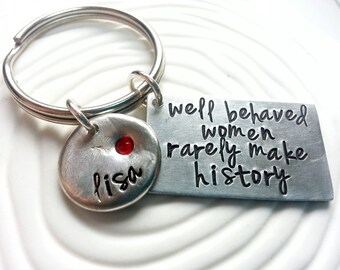 lisa
well behaved
women
rarely make
history